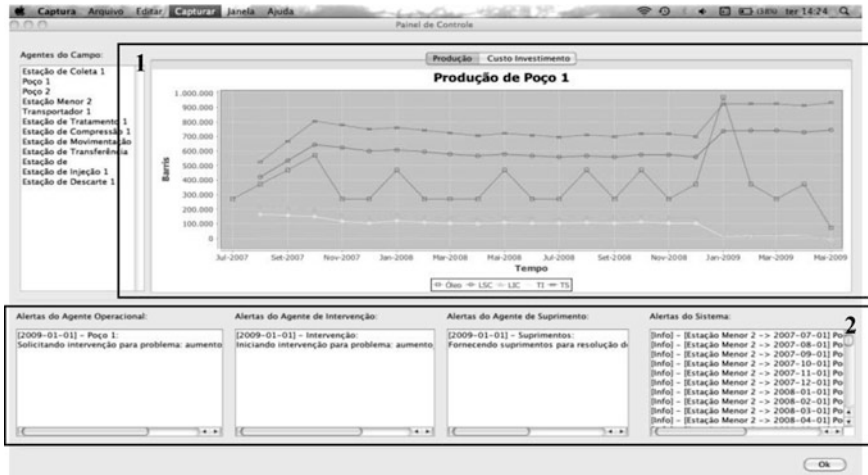 Captura Arquivo Editar Capturar Janela Ajuda (38%) ter 14:24
Painel de Controle
Agentes do Campo:
Estação de Coleta 1
Poço 1
Poço 2
Estação Menor 2
Transportador 1
Estação de Tratamento 1
Estação de Compressão 1
Estação de Movimentação
Estação de Transferência
Estação de
Estação de Injeção 1
Estação de Descarte 1
1
Produção Custo Investimento
Produção de Poço 1
Barris
1.000.000
900.000
800.000
700.000
600.000
500.000
400.000
300.000
200.000
100.000
0
Jul-2007 Set-2007 Nov-2007 Jan-2008 Mar-2008 Mai-2008 Jul-2008 Set-2008 Nov-2008 Jan-2009 Mar-2009 Mai-2009
Tempo
Óleo LSC LIC TI TS
2
Alertas do Agente Operacional:
[2009-01-01] - Poço 1:
Solicitando intervenção para problema: aumento
Alertas do Agente de Intervenção:
[2009-01-01] - Intervenção:
Iniciando intervenção para problema: aumento
Alertas do Agente de Suprimento:
[2009-01-01] - Suprimentos:
Fornecendo suprimentos para resolução d
Alertas do Sistema:
[Info] - [Estação Menor 2 -> 2007-07-01] Po
[Info] - [Estação Menor 2 -> 2007-08-01] Po
[Info] - [Estação Menor 2 -> 2007-09-01] Po
[Info] - [Estação Menor 2 -> 2007-10-01] Po
[Info] - [Estação Menor 2 -> 2007-11-01] Po
[Info] - [Estação Menor 2 -> 2007-12-01] Po
[Info] - [Estação Menor 2 -> 2008-01-01] Po
[Info] - [Estação Menor 2 -> 2008-02-01] Po
[Info] - [Estação Menor 2 -> 2008-03-01] Po
[Info] - [Estação Menor 2 -> 2008-04-01] Po
Ok